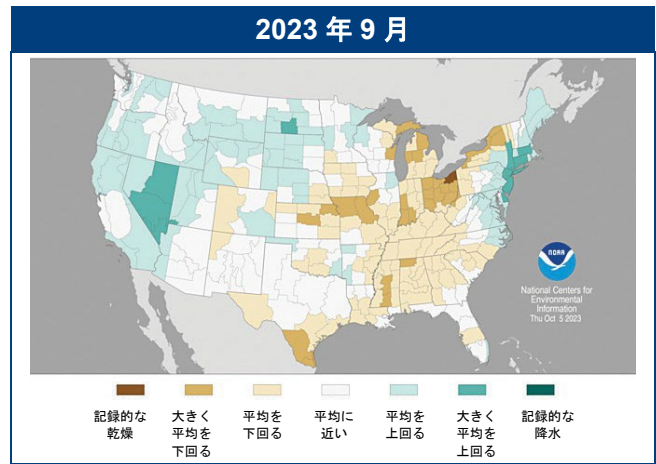 2023 年 9 月
NOAA
National Centers for
Environmental
Information
Thu Oct 5 2023
記録的な
乾燥
大きく
平均を
下回る
平均を
下回る
平均に
近い
平均を
上回る
大きく
平均を
上回る
記録的な
降水